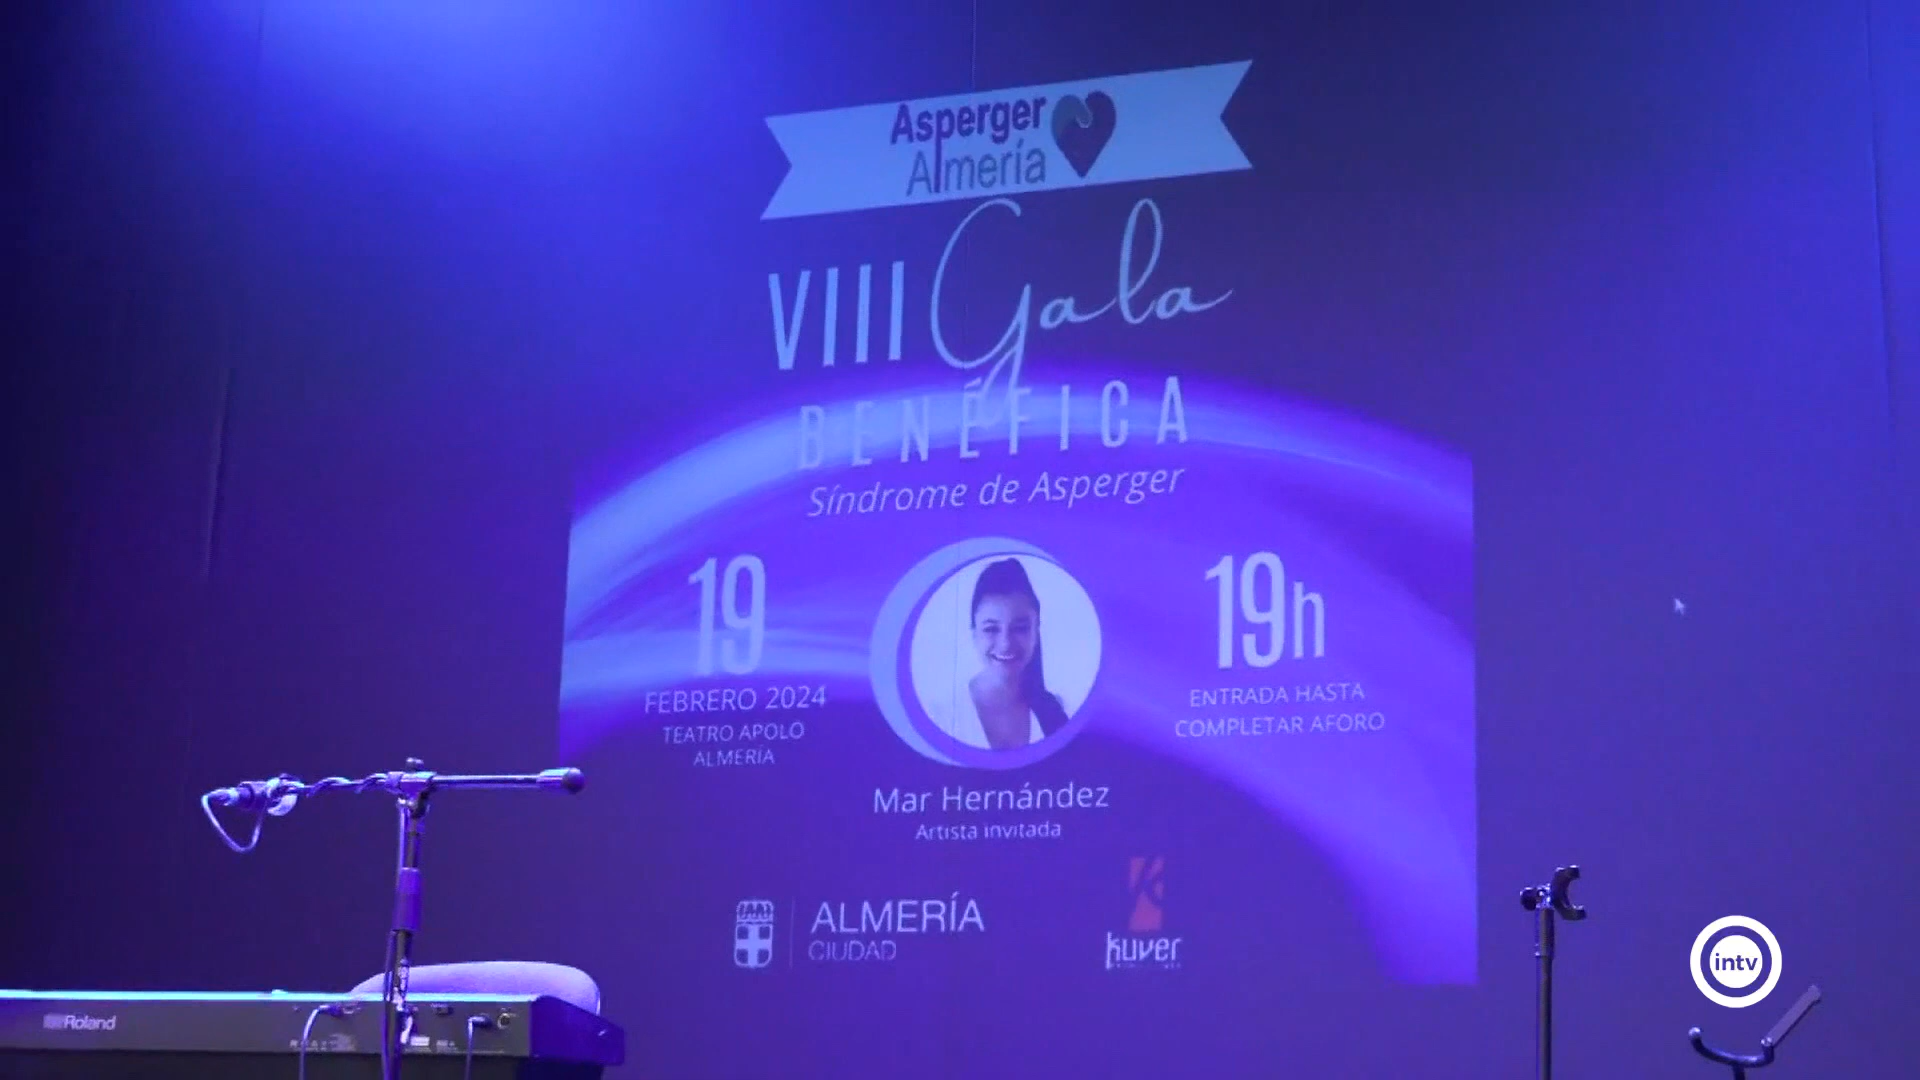 Asperger
Almería
VIII Gala
BENÉFICA
Síndrome de Asperger
19
FEBRERO 2024
TEATRO APOLO
ALMERÍA
19h
ENTRADA HASTA
COMPLETAR AFORO
Mar Hernández
Artista invitada
ALMERÍA
CIUDAD
kuver
intv
Roland